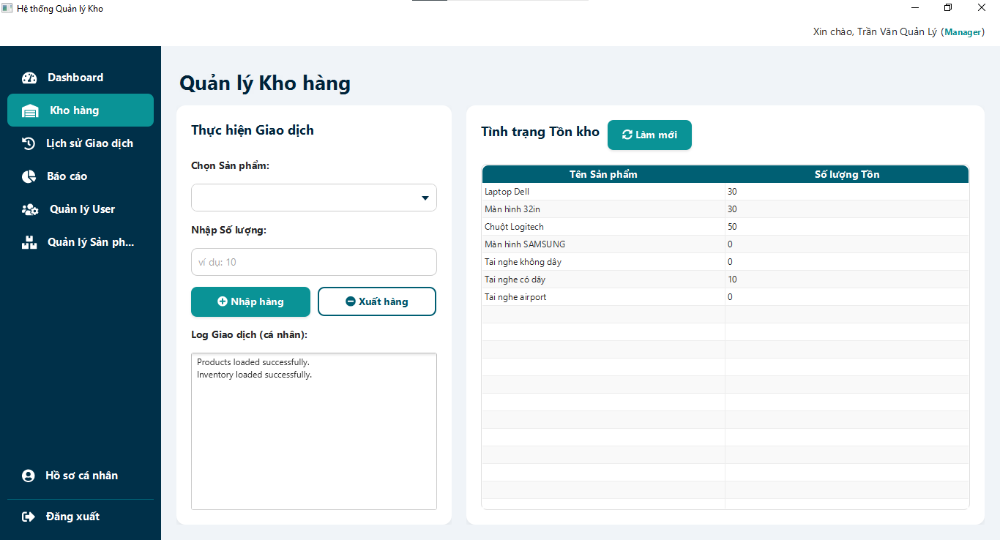 Hệ thống Quản lý Kho
Xin chào, Trần Văn Quản Lý (Manager)
Dashboard
Kho hàng
Lịch sử Giao dịch
Báo cáo
Quản lý User
Quản lý Sản ph...
Hồ sơ cá nhân
Đăng xuất
Quản lý Kho hàng
Thực hiện Giao dịch
Chọn Sản phẩm:
Nhập Số lượng:
ví dụ: 10
Nhập hàng
Xuất hàng
Log Giao dịch (cá nhân):
Products loaded successfully.
Inventory loaded successfully.
Tình trạng Tồn kho
Làm mới
Tên Sản phẩm Số lượng Tồn
Laptop Dell 30
Màn hình 32in 30
Chuột Logitech 50
Màn hình SAMSUNG 0
Tai nghe không dây 0
Tai nghe có dây 10
Tai nghe airport 0